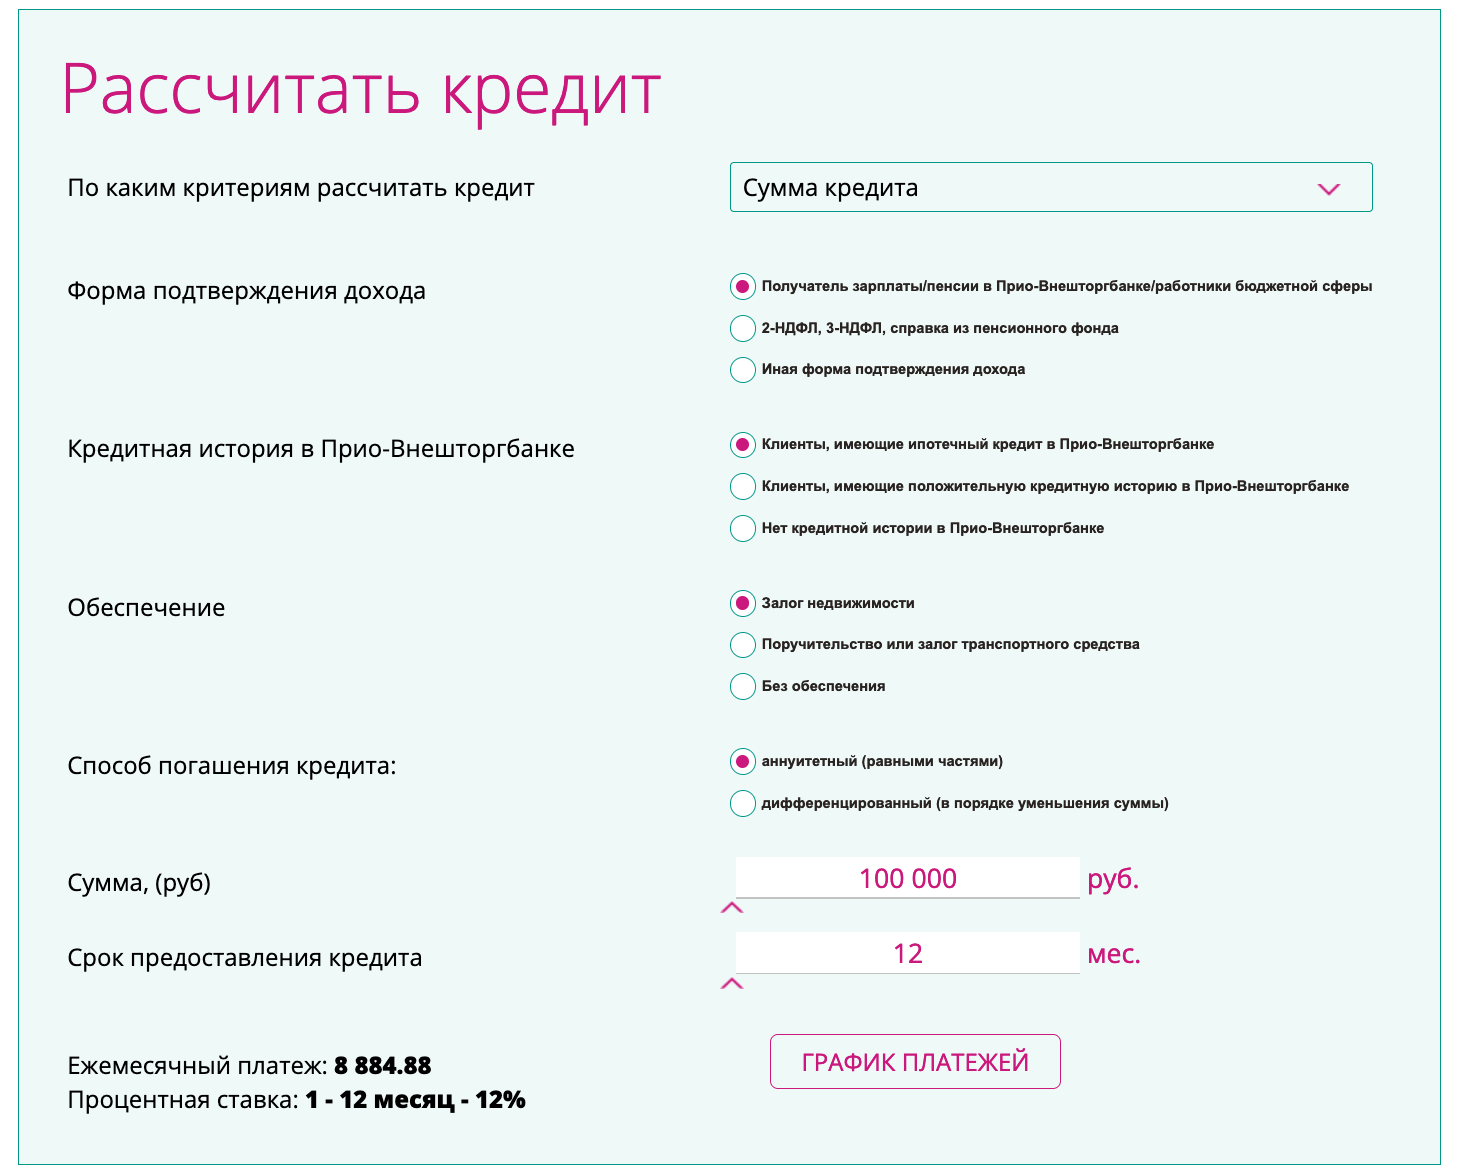 Рассчитать кредит
По каким критериям рассчитать кредит
Сумма кредита
Форма подтверждения дохода
Получатель зарплаты/пенсии в Прио-Внешторгбанке/работники бюджетной сферы
2-НДФЛ, 3-НДФЛ, справка из пенсионного фонда
Иная форма подтверждения дохода
Кредитная история в Прио-Внешторгбанке
Клиенты, имеющие ипотечный кредит в Прио-Внешторгбанке
Клиенты, имеющие положительную кредитную историю в Прио-Внешторгбанке
Нет кредитной истории в Прио-Внешторгбанке
Обеспечение
Залог недвижимости
Поручительство или залог транспортного средства
Без обеспечения
Способ погашения кредита:
аннуитетный (равными частями)
дифференцированный (в порядке уменьшения суммы)
Сумма, (руб)
100 000 руб.
Срок предоставления кредита
12 мес.
Ежемесячный платеж: 8 884.88
Процентная ставка: 1 - 12 месяц - 12%
ГРАФИК ПЛАТЕЖЕЙ